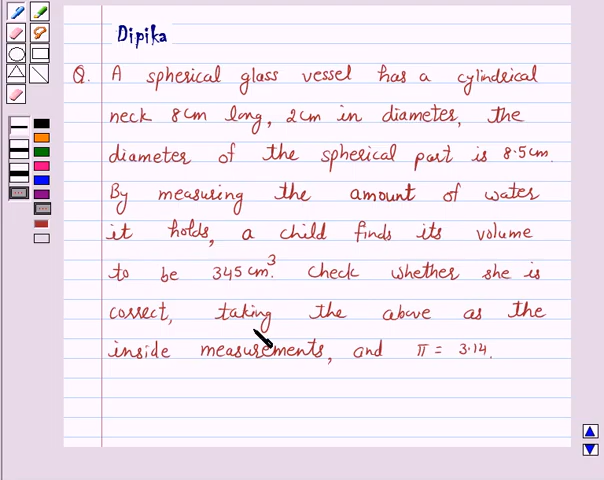 Dipika
Q. A spherical glass vessel has a cylindrical
neck 8cm long, 2cm in diameter, the
diameter of the spherical part is 8.5cm.
By measuring the amount of water
it holds, a child finds its volume
to be 345cm³. Check whether she is
correct, taking the above as the
inside measurements, and π = 3.14.